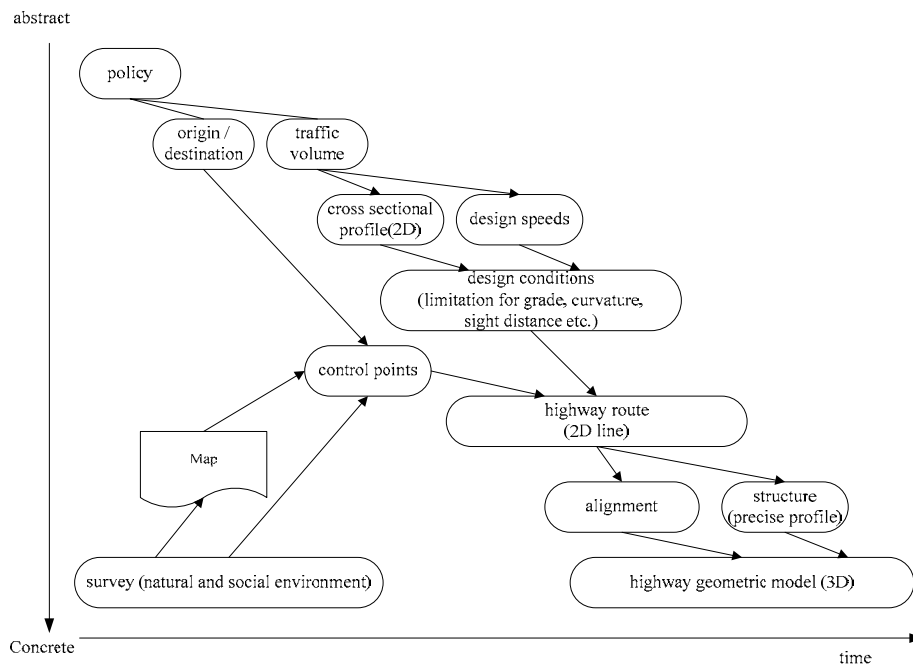 abstract
policy
origin /
destination
traffic
volume
cross sectional
profile(2D)
design speeds
design conditions
(limitation for grade, curvature,
sight distance etc.)
control points
highway route
(2D line)
Map
alignment
structure
(precise profile)
survey (natural and social environment)
highway geometric model (3D)
Concrete
time